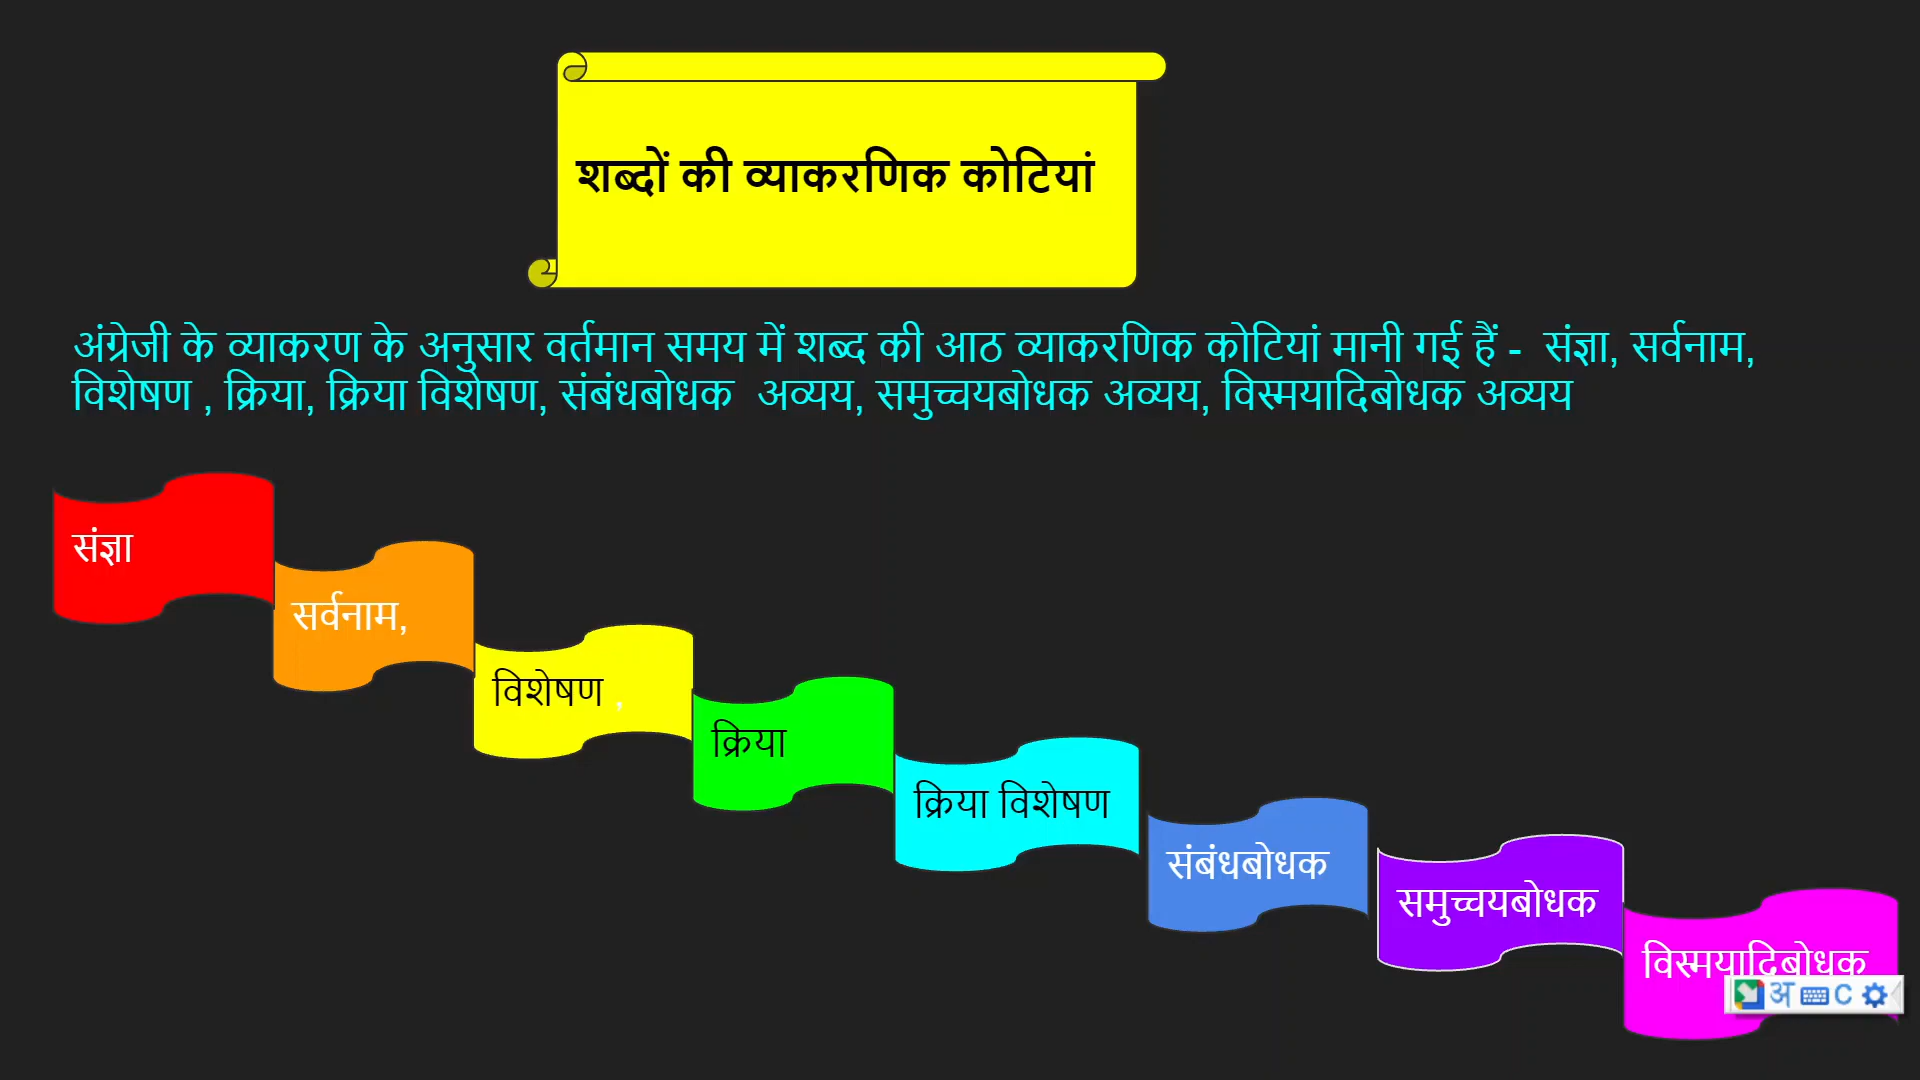 शब्दों की व्याकरणिक कोटियां
अंग्रेजी के व्याकरण के अनुसार वर्तमान समय में शब्द की आठ व्याकरणिक कोटियां मानी गई हैं - संज्ञा, सर्वनाम,
विशेषण , क्रिया, क्रिया विशेषण, संबंधबोधक अव्यय, समुच्चयबोधक अव्यय, विस्मयादिबोधक अव्यय
संज्ञा
सर्वनाम,
विशेषण ,
क्रिया
क्रिया विशेषण
संबंधबोधक
समुच्चयबोधक
विस्मयादिबोधक
अ C